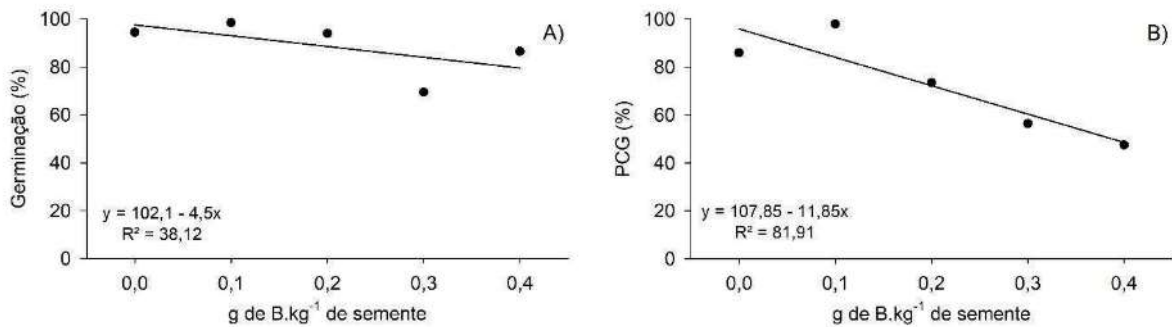 100
80
60
40
20
0
Germinação (%)
A)
y = 102,1 - 4,5x
R² = 38,12
0,0 0,1 0,2 0,3 0,4
g de B.kg⁻¹ de semente
100
80
60
40
20
0
PCG (%)
B)
y = 107,85 - 11,85x
R² = 81,91
0,0 0,1 0,2 0,3 0,4
g de B.kg⁻¹ de semente